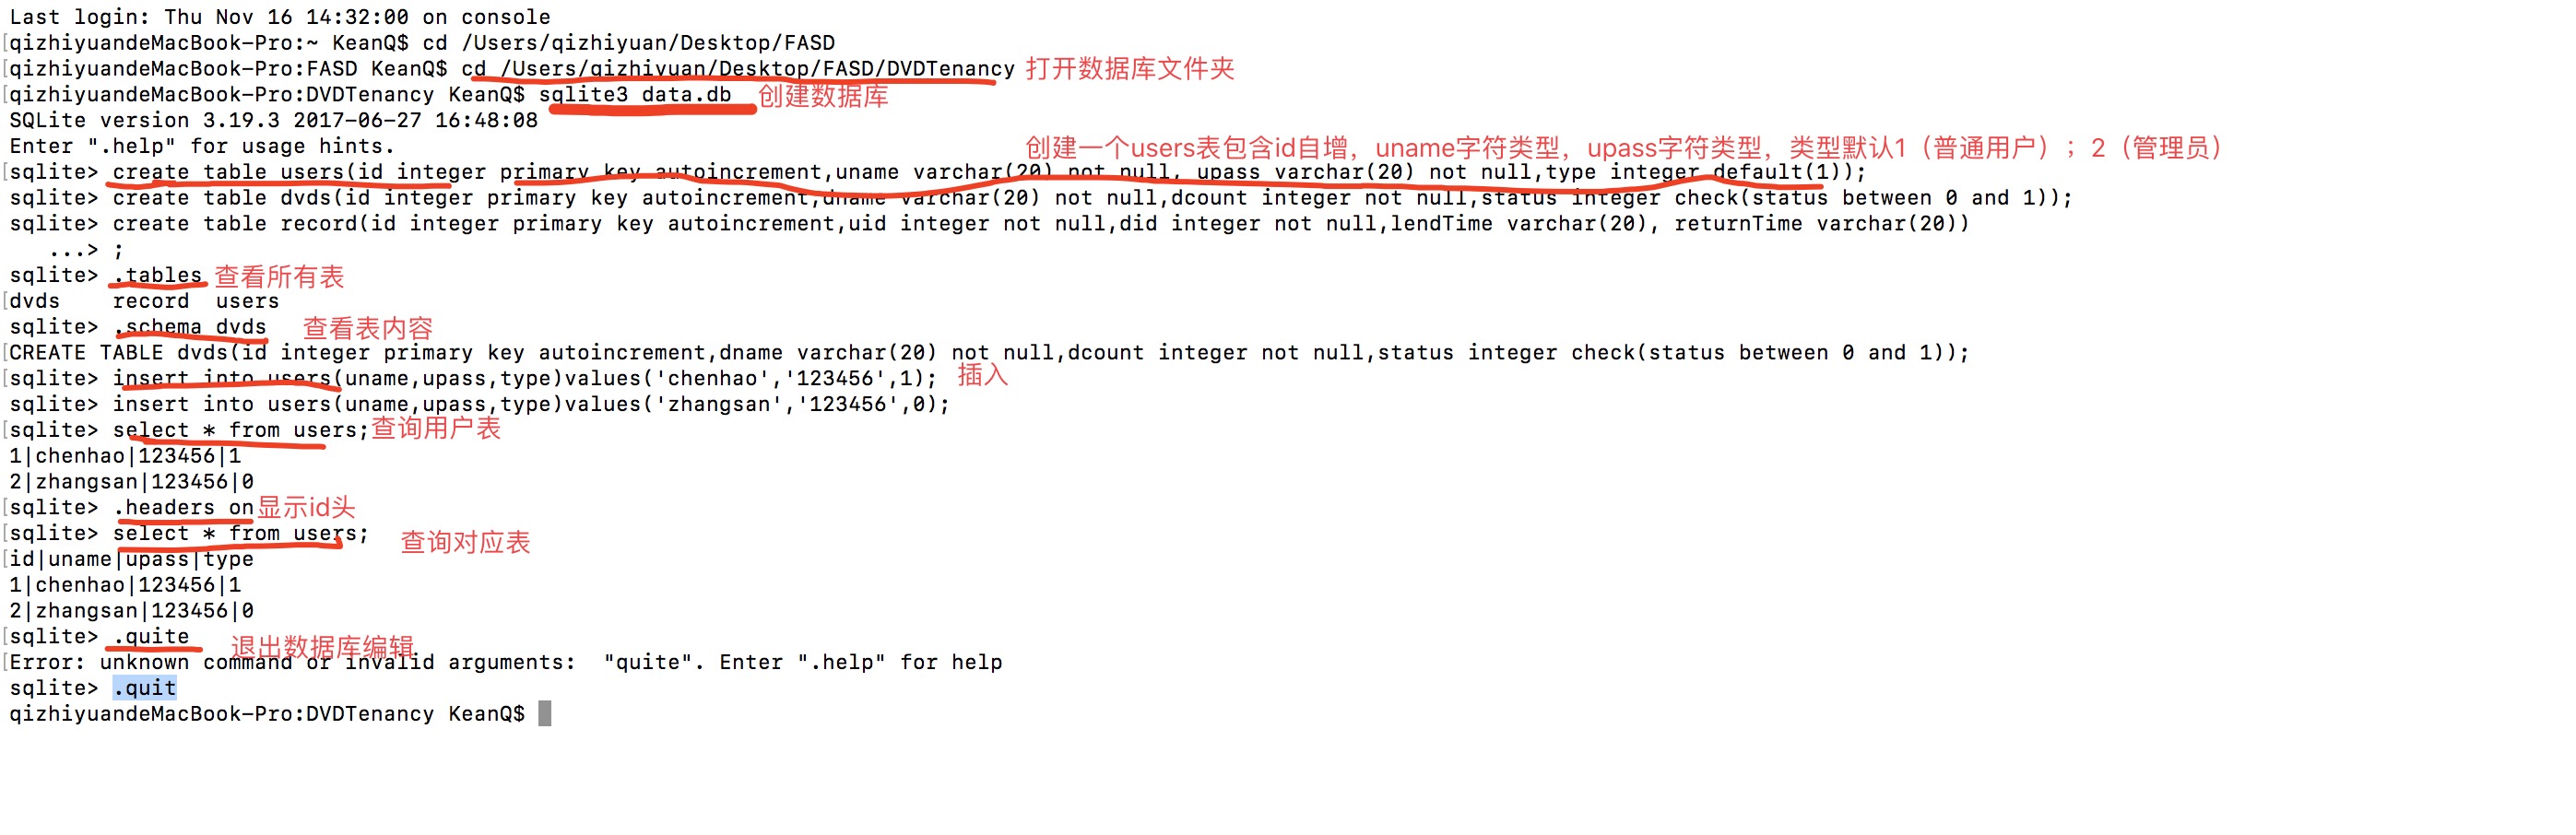 Last login: Thu Nov 16 14:32:00 on console
[qizhiyuandeMacBook-Pro:~ KeanQ$ cd /Users/qizhiyuan/Desktop/FASD
[qizhiyuandeMacBook-Pro:FASD KeanQ$ cd /Users/qizhiyuan/Desktop/FASD/DVDTenancy 打开数据库文件夹
[qizhiyuandeMacBook-Pro:DVDTenancy KeanQ$ sqlite3 data.db 创建数据库
SQLite version 3.19.3 2017-06-27 16:48:08
Enter ".help" for usage hints.
创建一个users表包含id自增，uname字符类型，upass字符类型，类型默认1（普通用户）；2（管理员）
[sqlite> create table users(id integer primary key autoincrement,uname varchar(20) not null, upass varchar(20) not null,type integer default(1));
sqlite> create table dvds(id integer primary key autoincrement,dname varchar(20) not null,dcount integer not null,status integer check(status between 0 and 1));
sqlite> create table record(id integer primary key autoincrement,uid integer not null,did integer not null,lendTime varchar(20), returnTime varchar(20))
...> ;
sqlite> .tables 查看所有表
[dvds record users
sqlite> .schema dvds 查看表内容
[CREATE TABLE dvds(id integer primary key autoincrement,dname varchar(20) not null,dcount integer not null,status integer check(status between 0 and 1));
[sqlite> insert into users(uname,upass,type)values('chenhao','123456',1); 插入
sqlite> insert into users(uname,upass,type)values('zhangsan','123456',0);
[sqlite> select * from users;查询用户表
1|chenhao|123456|1
2|zhangsan|123456|0
[sqlite> .headers on显示id头
[sqlite> select * from users; 查询对应表
[id|uname|upass|type
1|chenhao|123456|1
2|zhangsan|123456|0
[sqlite> .quite 退出数据库编辑
[Error: unknown command or invalid arguments:  "quite". Enter ".help" for help
sqlite> .quit
qizhiyuandeMacBook-Pro:DVDTenancy KeanQ$